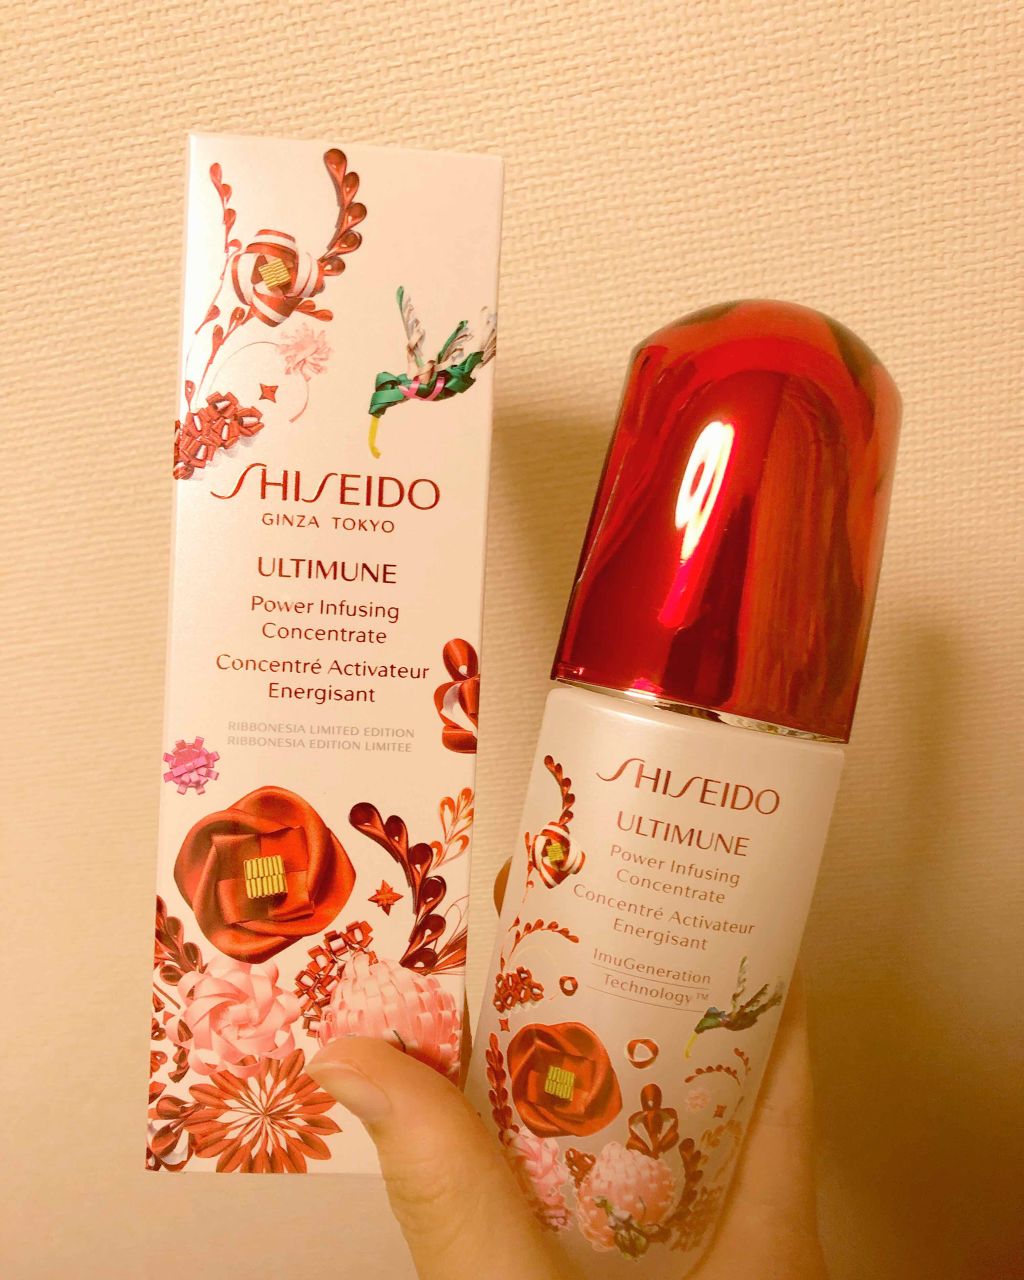 SHISEIDO
GINZA TOKYO
ULTIMUNE
Power Infusing
Concentrate
Concentré Activateur
Energisant
RIBBONESIA LIMITED EDITION
RIBBONESIA EDITION LIMITEE
SHISEIDO
ULTIMUNE
Power Infusing
Concentrate
Concentré Activateur
Energisant
ImuGeneration
Technology™